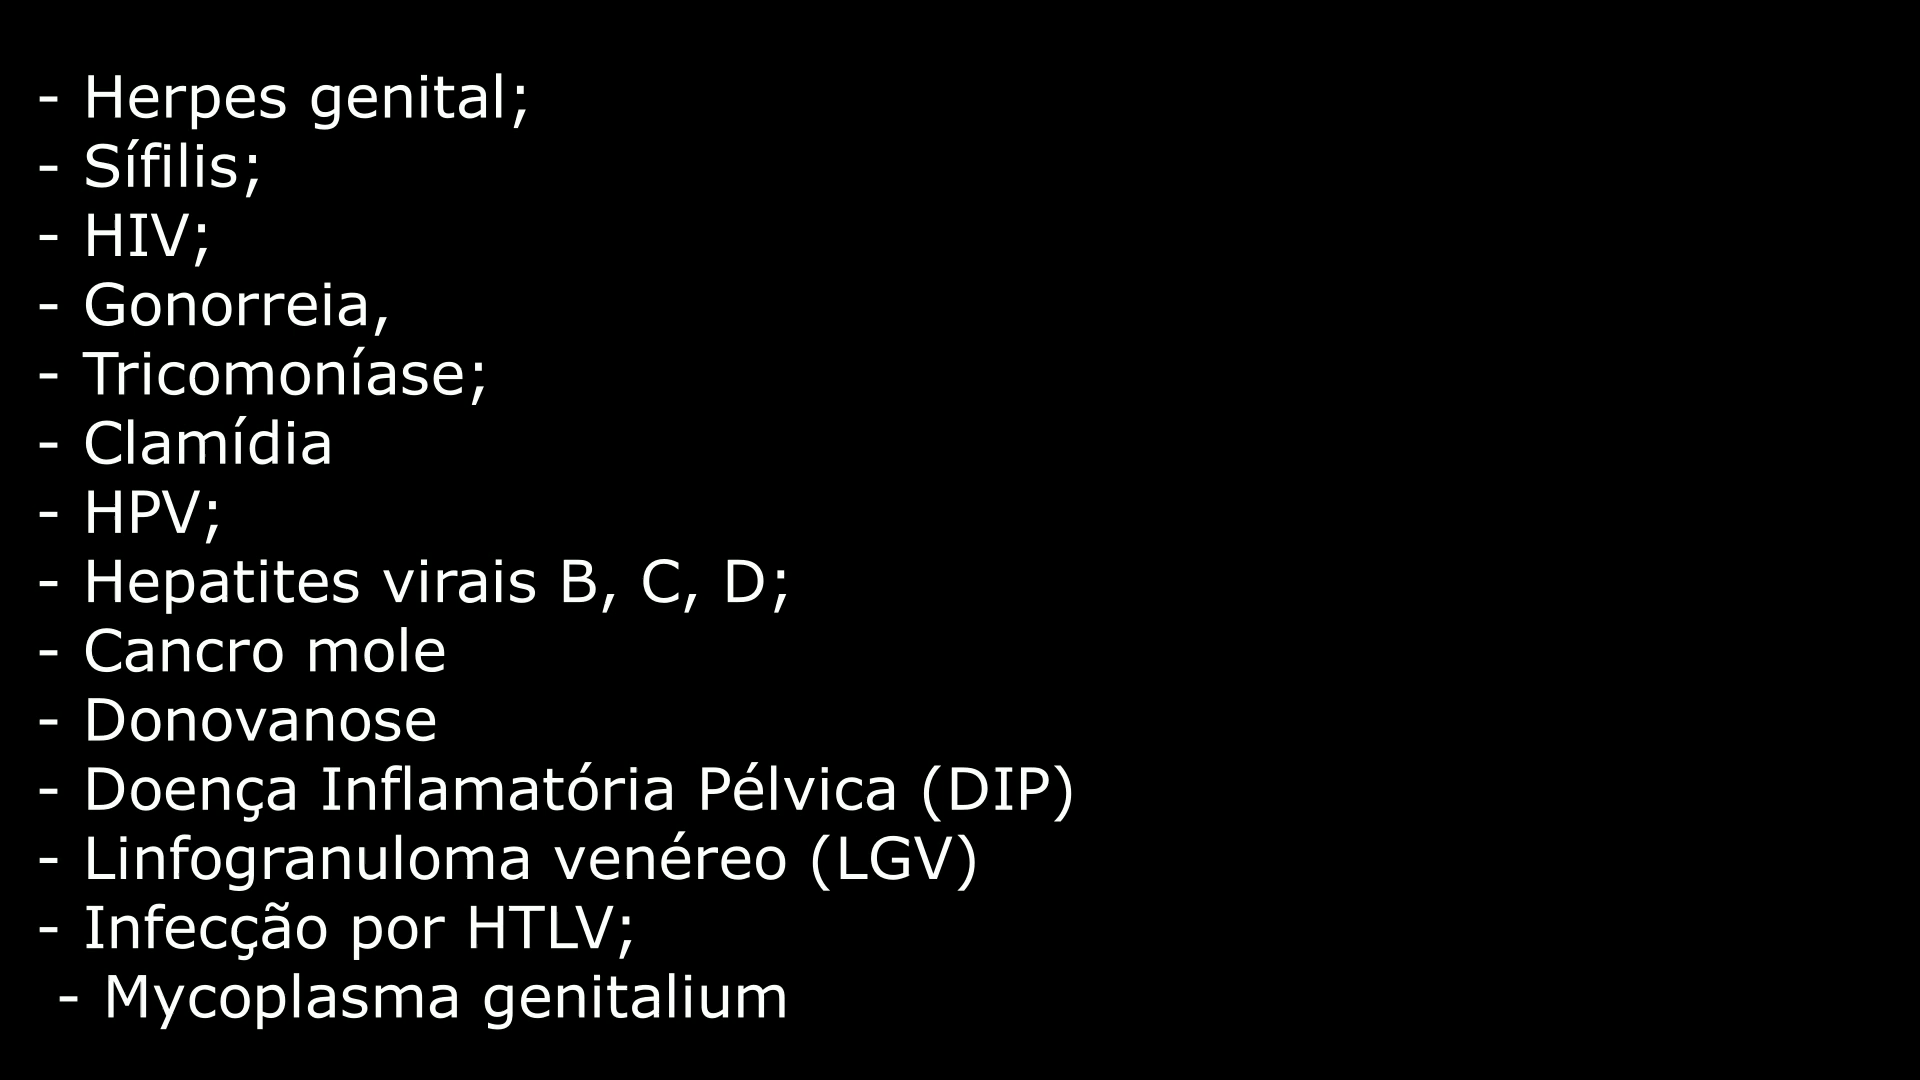 - Herpes genital;
- Sífilis;
- HIV;
- Gonorreia,
- Tricomoníase;
- Clamídia
- HPV;
- Hepatites virais B, C, D;
- Cancro mole
- Donovanose
- Doença Inflamatória Pélvica (DIP)
- Linfogranuloma venéreo (LGV)
- Infecção por HTLV;
- Mycoplasma genitalium